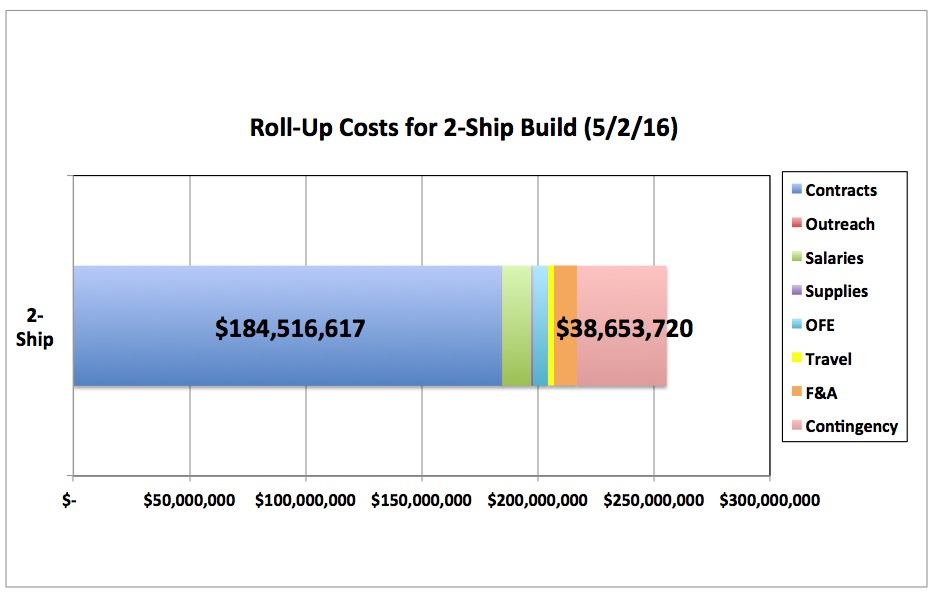 Roll-Up Costs for 2-Ship Build (5/2/16)
Contracts
Outreach
Salaries
Supplies
OFE
Travel
F&A
Contingency
2-
Ship
$184,516,617
$38,653,720
$-
$50,000,000
$100,000,000
$150,000,000
$200,000,000
$250,000,000
$300,000,000